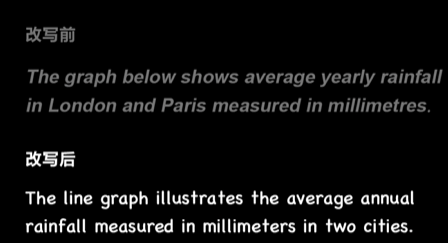 改写前
The graph below shows average yearly rainfall
in London and Paris measured in millimetres.
改写后
The line graph illustrates the average annual
rainfall measured in millimeters in two cities.